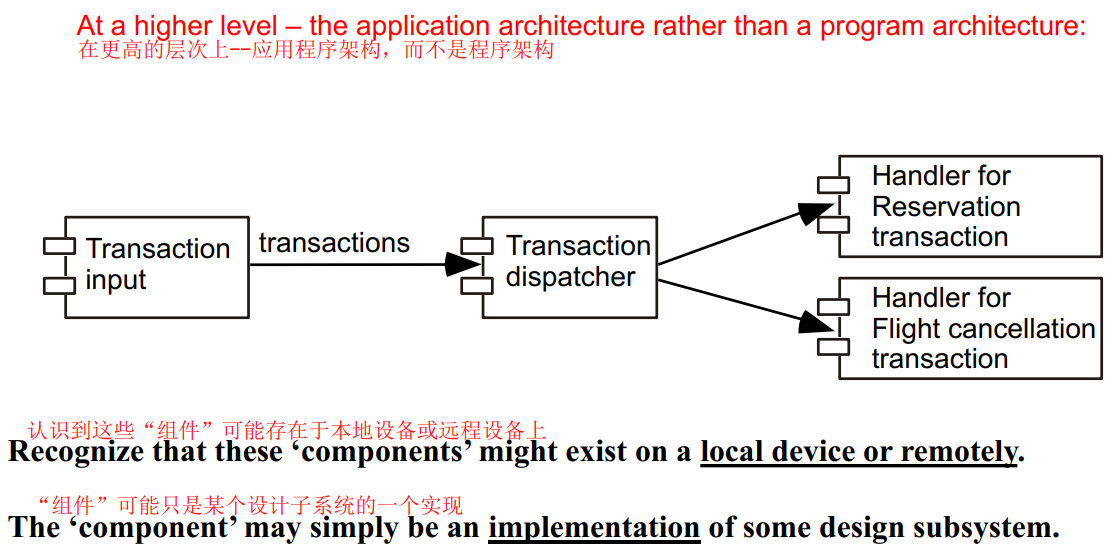 At a higher level – the application architecture rather than a program architecture:
在更高的层次上--应用程序架构，而不是程序架构
Transaction
input
transactions
Transaction
dispatcher
Handler for
Reservation
transaction
Handler for
Flight cancellation
transaction
认识到这些“组件”可能存在于本地设备或远程设备上
Recognize that these ‘components’ might exist on a local device or remotely.
“组件”可能只是某个设计子系统的一个实现
The ‘component’ may simply be an implementation of some design subsystem.